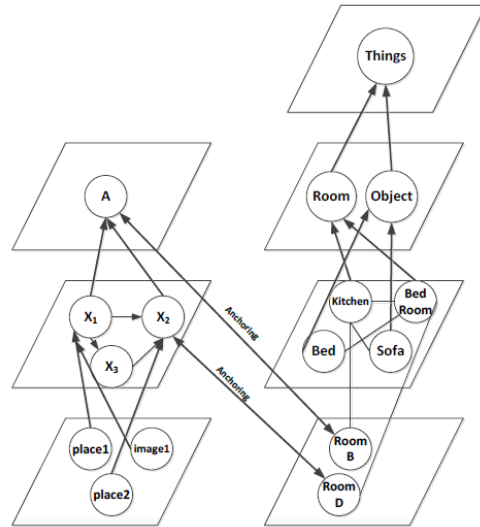 Things
A
Room
Object
X1
X2
X3
Kitchen
Bed
Room
Bed
Sofa
Anchoring
Anchoring
place1
image1
place2
Room
B
Room
D